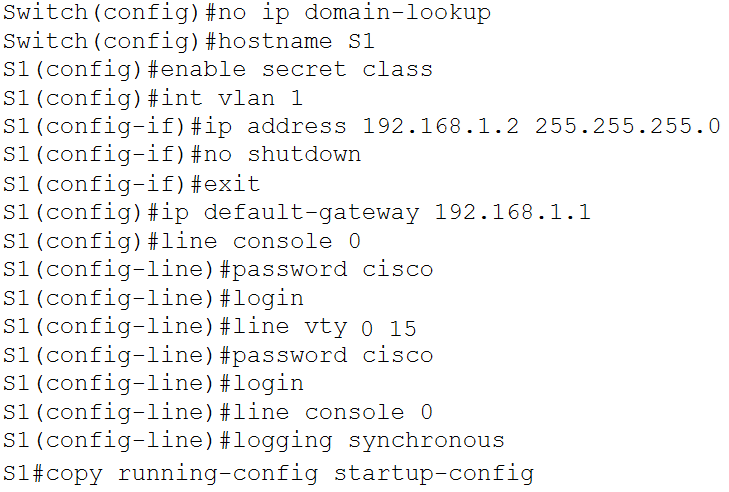 Switch(config)#no ip domain-lookup
Switch(config)#hostname S1
S1(config)#enable secret class
S1(config)#int vlan 1
S1(config-if)#ip address 192.168.1.2 255.255.255.0
S1(config-if)#no shutdown
S1(config-if)#exit
S1(config)#ip default-gateway 192.168.1.1
S1(config)#line console 0
S1(config-line)#password cisco
S1(config-line)#login
S1(config-line)#line vty 0 15
S1(config-line)#password cisco
S1(config-line)#login
S1(config-line)#line console 0
S1(config-line)#logging synchronous
S1#copy running-config startup-config